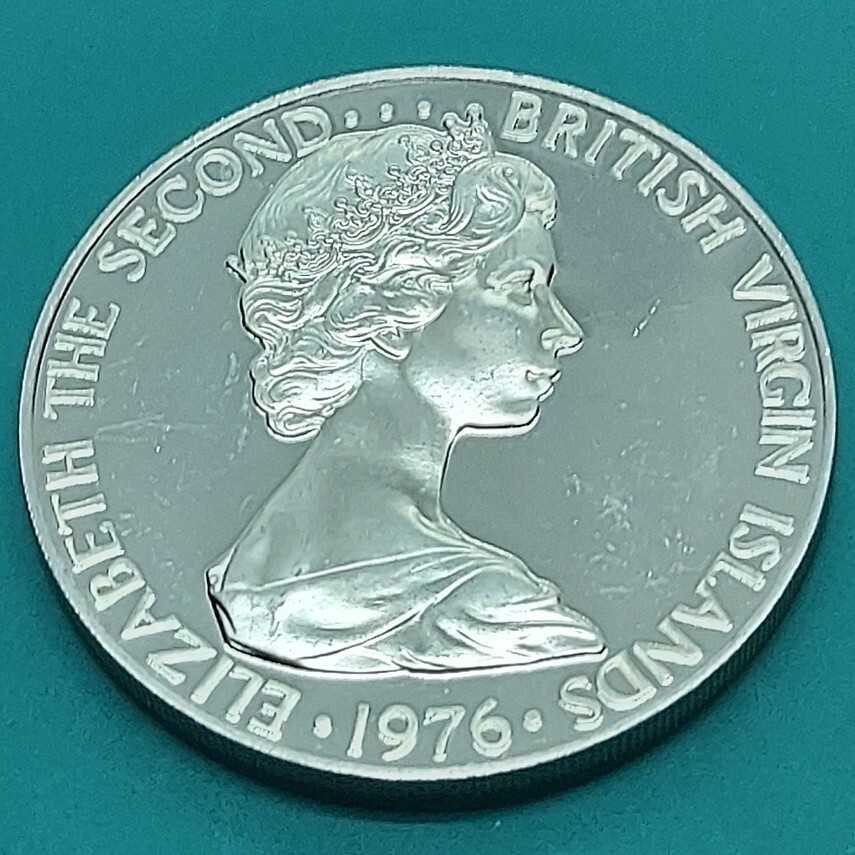 ELIZABETH THE SECOND.... BRITISH VIRGIN ISLANDS
·1976·